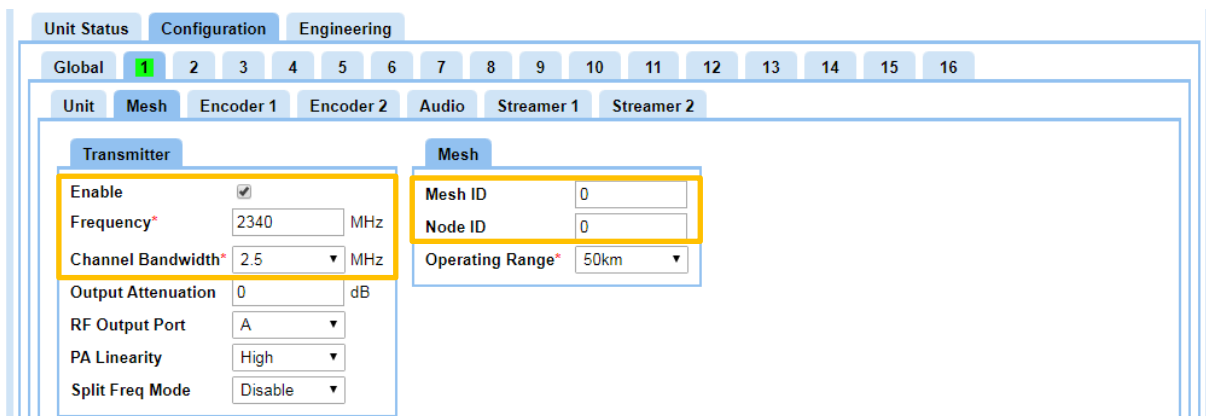 Unit Status Configuration Engineering
Global 1 2 3 4 5 6 7 8 9 10 11 12 13 14 15 16
Unit Mesh Encoder 1 Encoder 2 Audio Streamer 1 Streamer 2
Transmitter
Enable
Frequency* 2340 MHz
Channel Bandwidth* 2.5 MHz
Output Attenuation 0 dB
RF Output Port A
PA Linearity High
Split Freq Mode Disable
Mesh
Mesh ID 0
Node ID 0
Operating Range* 50km